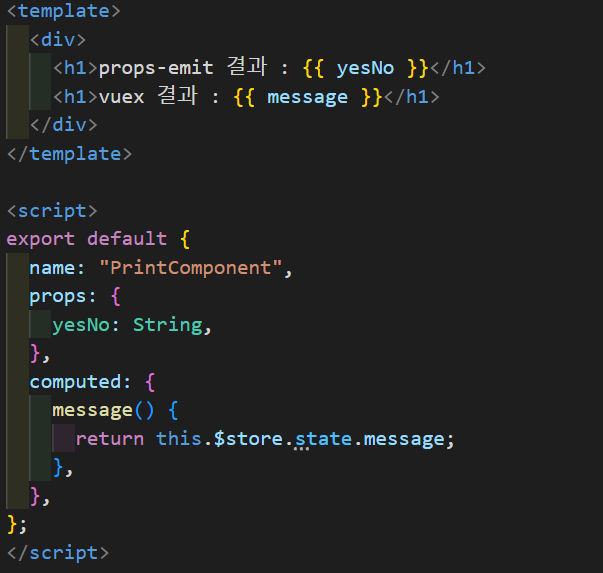 <template>
  <div>
    <h1>props-emit 결과 : {{ yesNo }}</h1>
    <h1>vuex 결과 : {{ message }}</h1>
  </div>
</template>

<script>
export default {
  name: "PrintComponent",
  props: {
    yesNo: String,
  },
  computed: {
    message() {
      return this.$store.state.message;
    },
  },
};
</script>